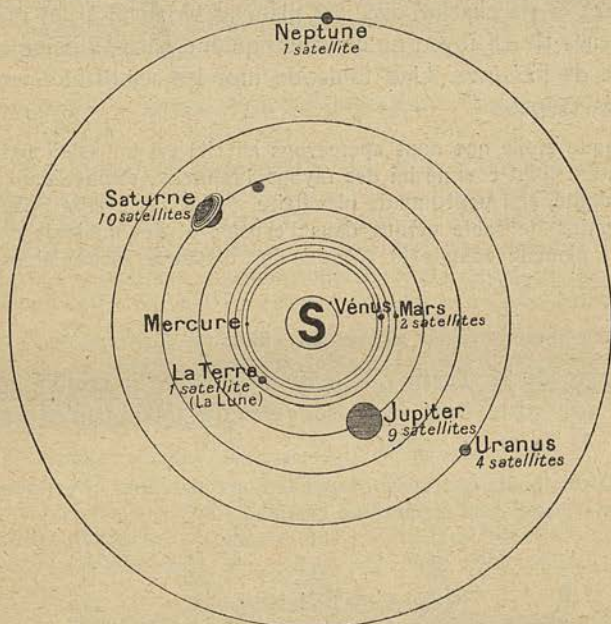 Neptune
1 satellite
Saturne
10 satellites
Mercure
S
Vénus
Mars
2 satellites
La Terre
1 satellite
(La Lune)
Jupiter
9 satellites
Uranus
4 satellites